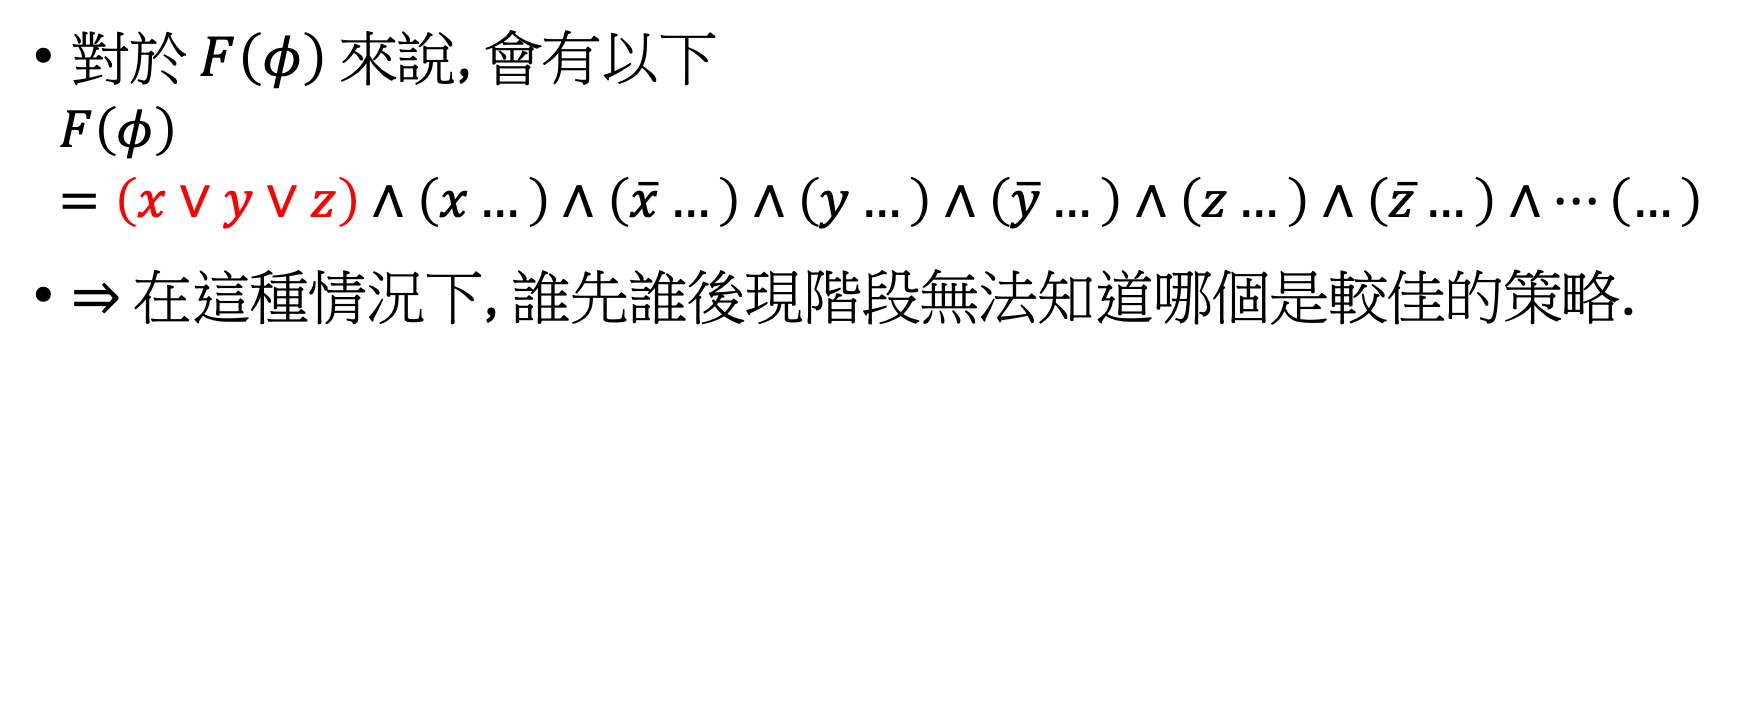 • 對於 F(ϕ) 來說, 會有以下
F(ϕ)
= (x ∨ y ∨ z) ∧ (x … ) ∧ (x̄ … ) ∧ (y … ) ∧ (ȳ … ) ∧ (z … ) ∧ (z̄ … ) ∧ ⋯ (… )
• ⇒ 在這種情況下, 誰先誰後現階段無法知道哪個是較佳的策略.